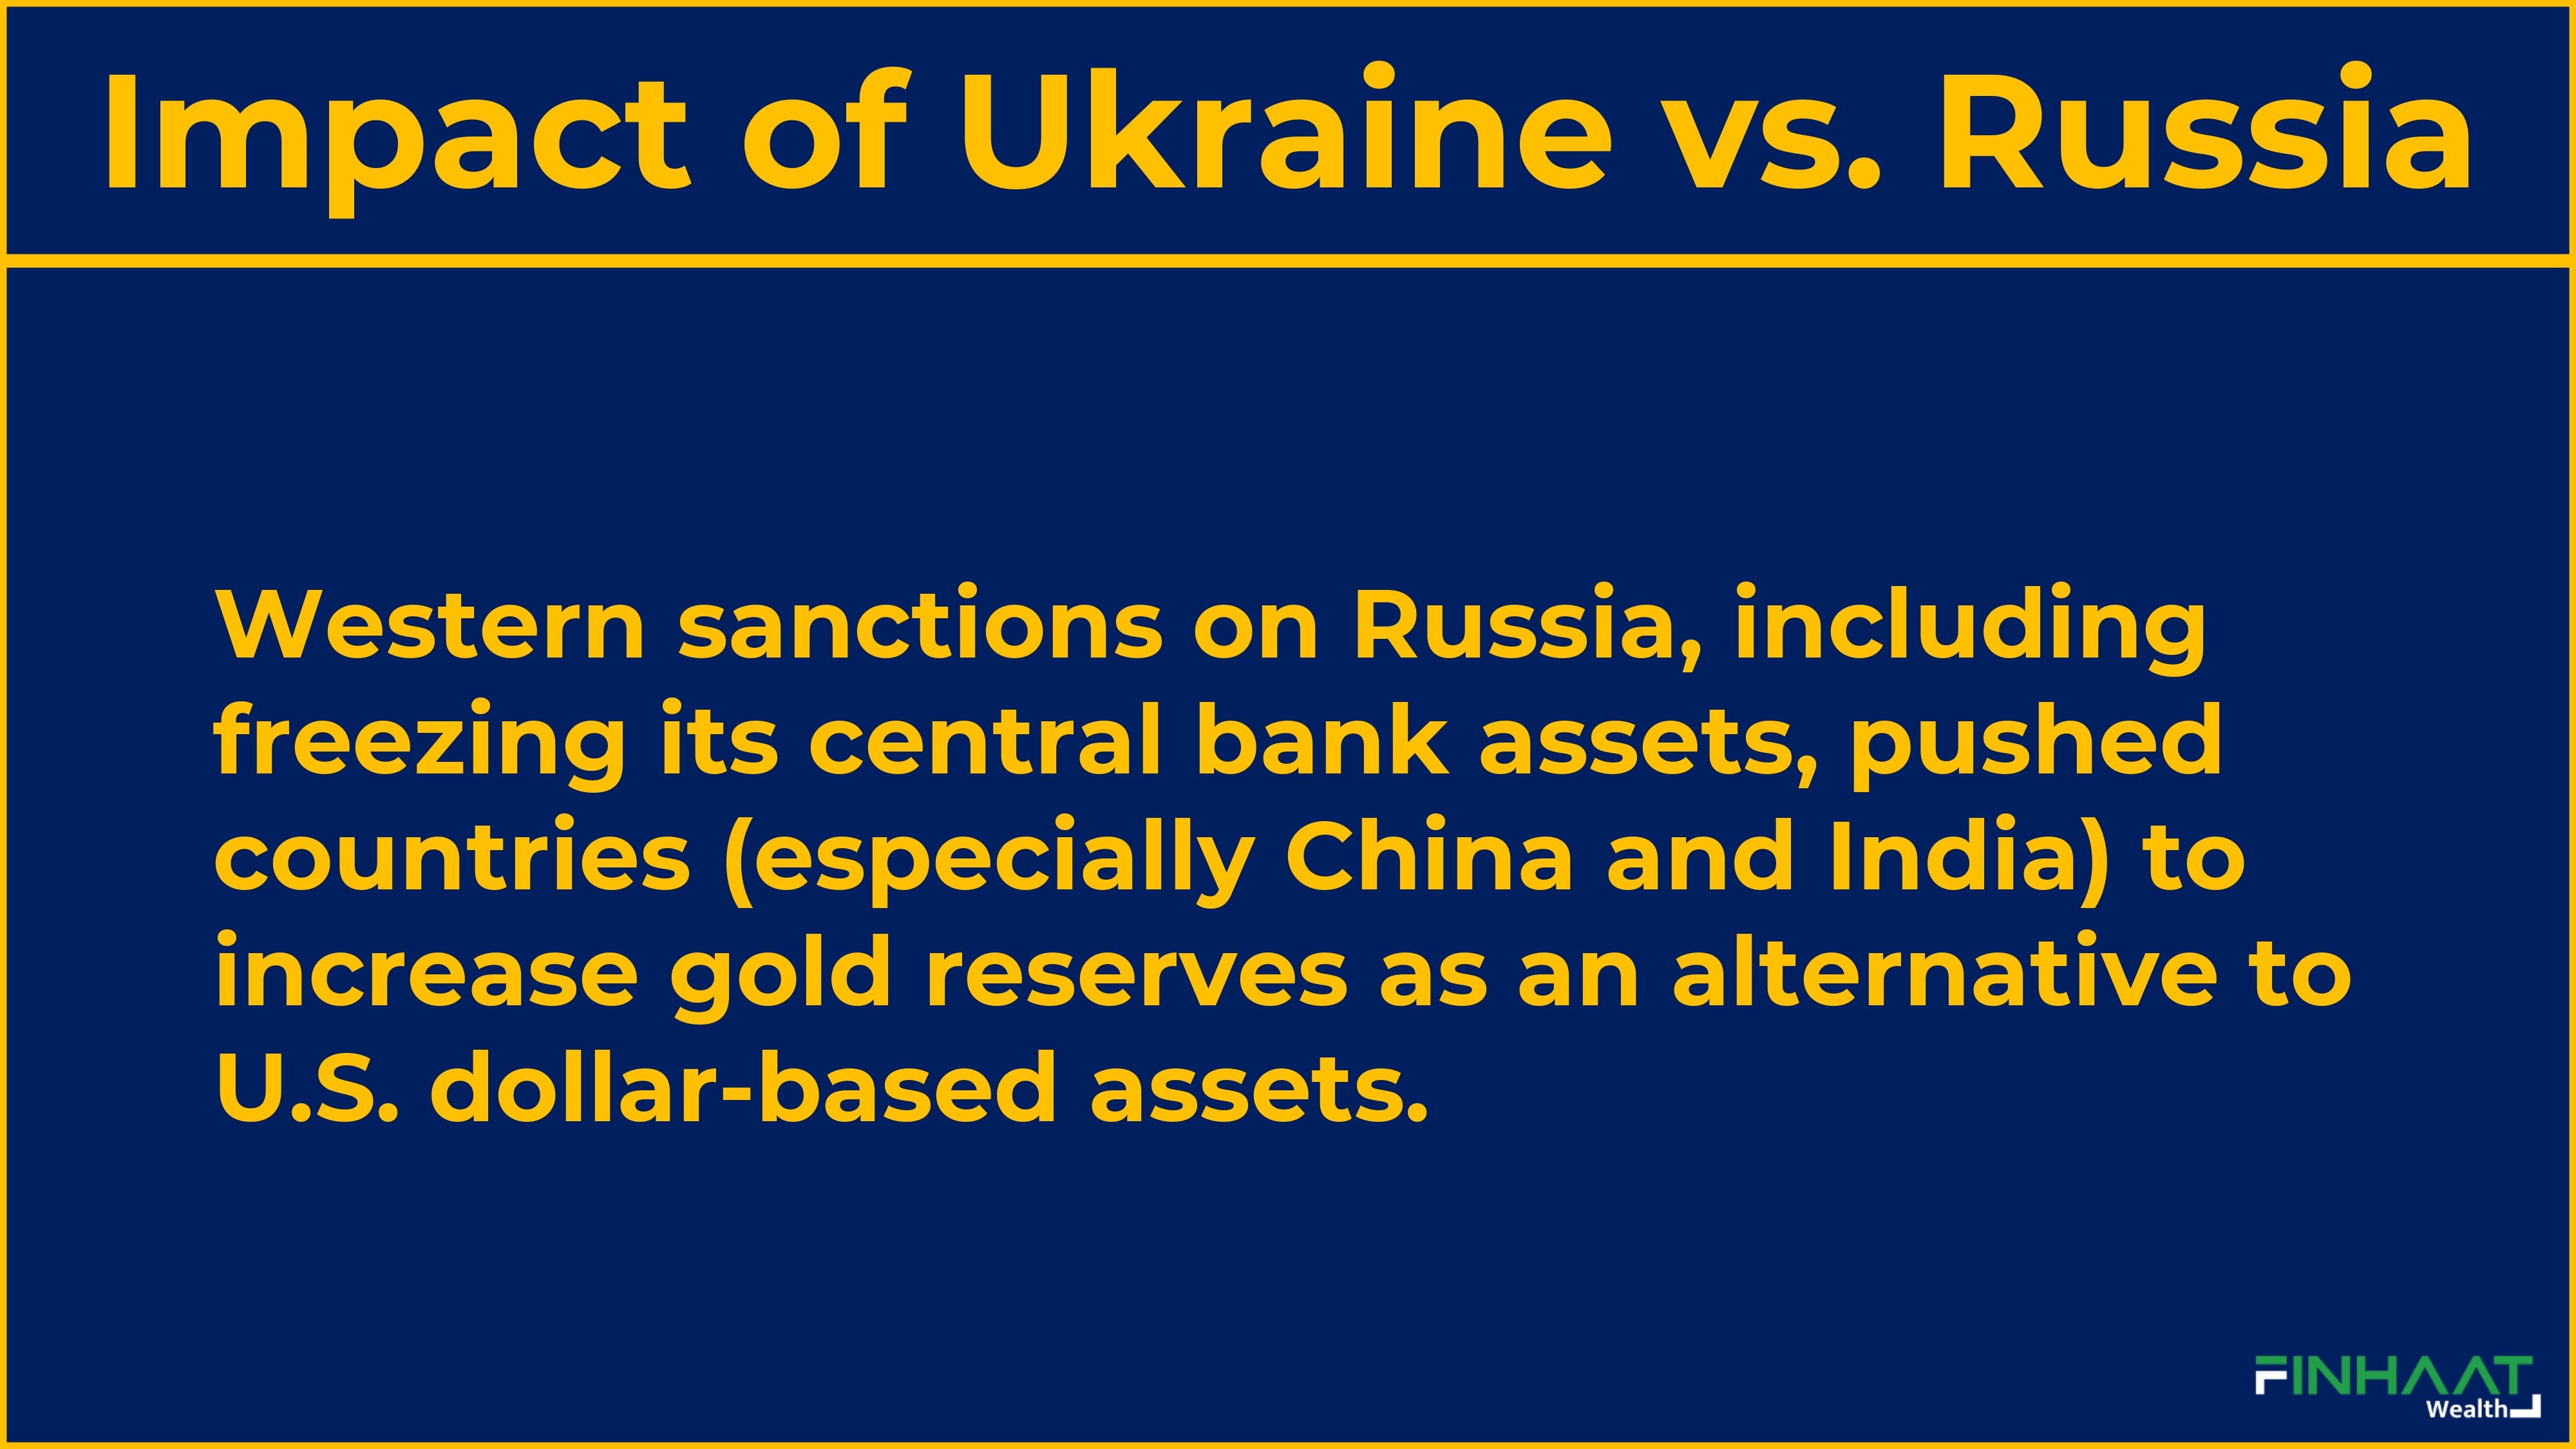 Impact of Ukraine vs. Russia
Western sanctions on Russia, including
freezing its central bank assets, pushed
countries (especially China and India) to
increase gold reserves as an alternative to
U.S. dollar-based assets.
FINHAAT
Wealth